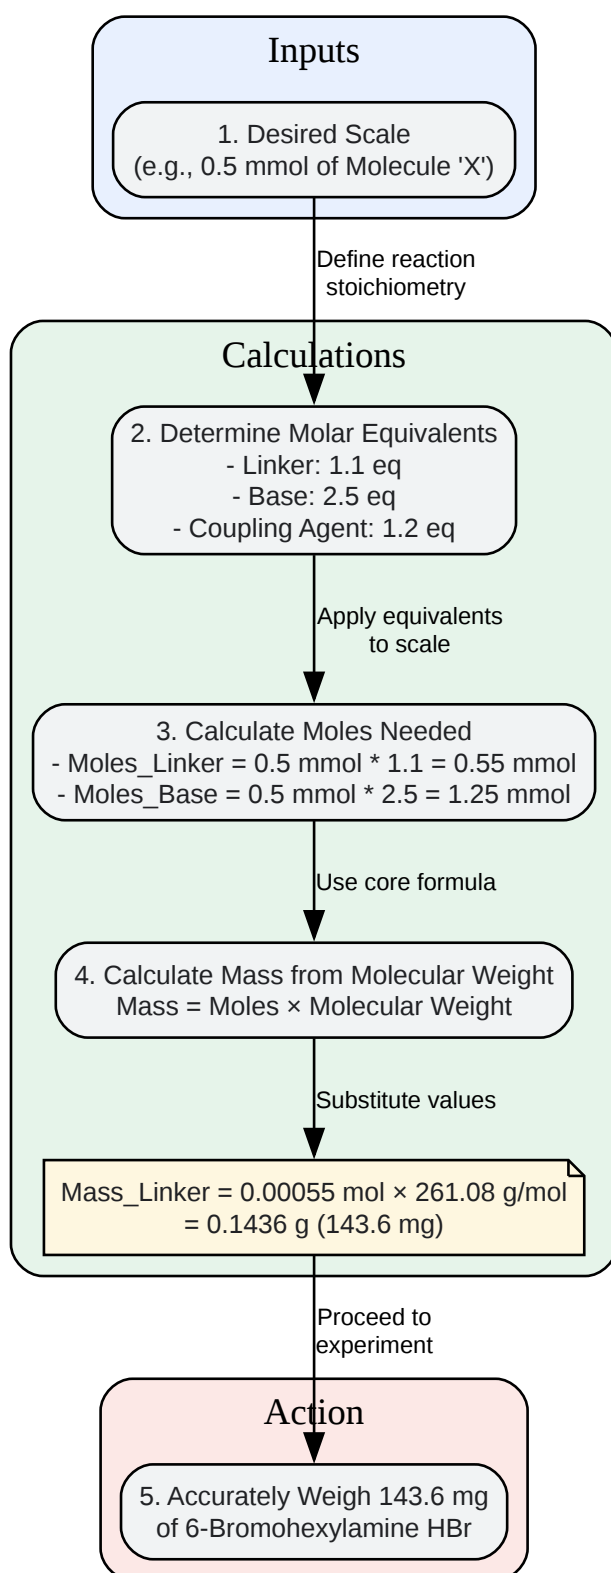 Inputs
1. Desired Scale
(e.g., 0.5 mmol of Molecule 'X')
Define reaction
stoichiometry
Calculations
2. Determine Molar Equivalents
- Linker: 1.1 eq
- Base: 2.5 eq
- Coupling Agent: 1.2 eq
Apply equivalents
to scale
3. Calculate Moles Needed
- Moles_Linker = 0.5 mmol * 1.1 = 0.55 mmol
- Moles_Base = 0.5 mmol * 2.5 = 1.25 mmol
Use core formula
4. Calculate Mass from Molecular Weight
Mass = Moles × Molecular Weight
Substitute values
Mass_Linker = 0.00055 mol × 261.08 g/mol
= 0.1436 g (143.6 mg)
Proceed to
experiment
Action
5. Accurately Weigh 143.6 mg
of 6-Bromohexylamine HBr